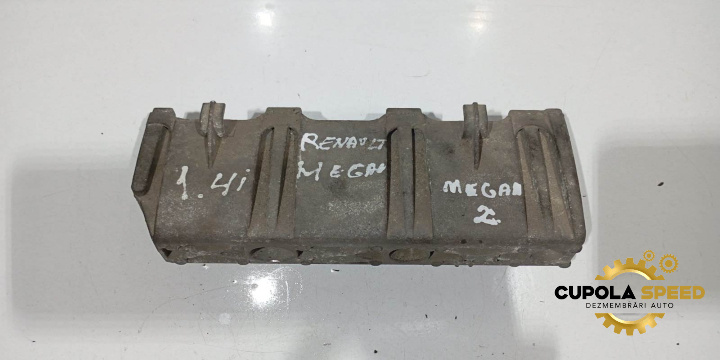 1.4i
RENAULT
MEGAN
MEGAN
2
CUPOLA SPEED
DEZMEMBRĂRI AUTO